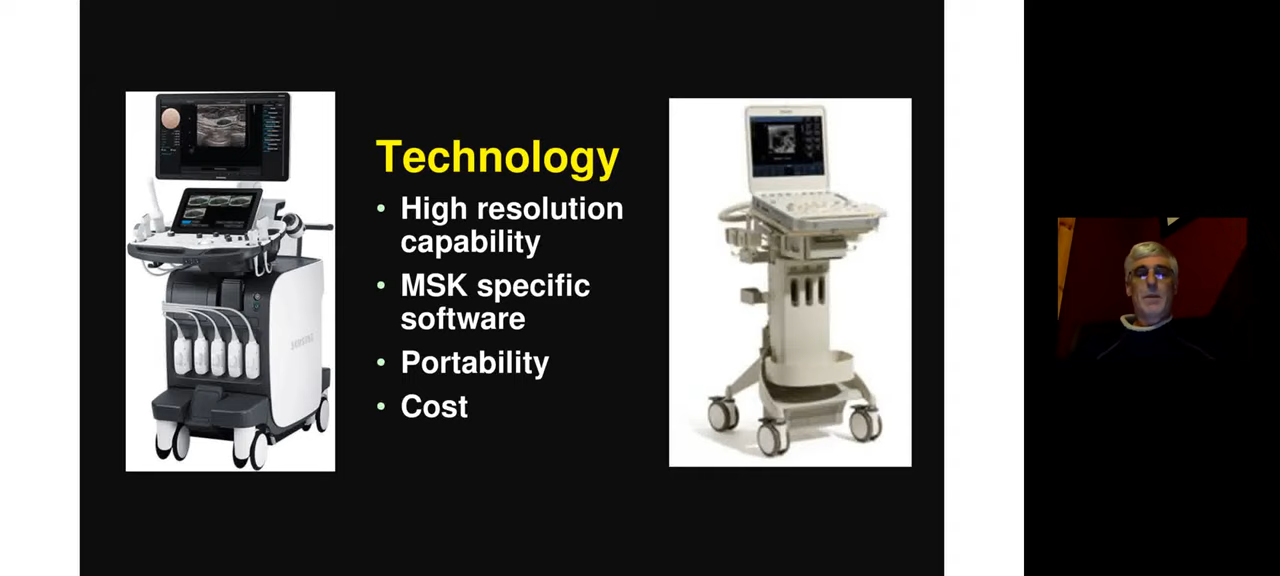 Technology
• High resolution
capability
• MSK specific
software
• Portability
• Cost